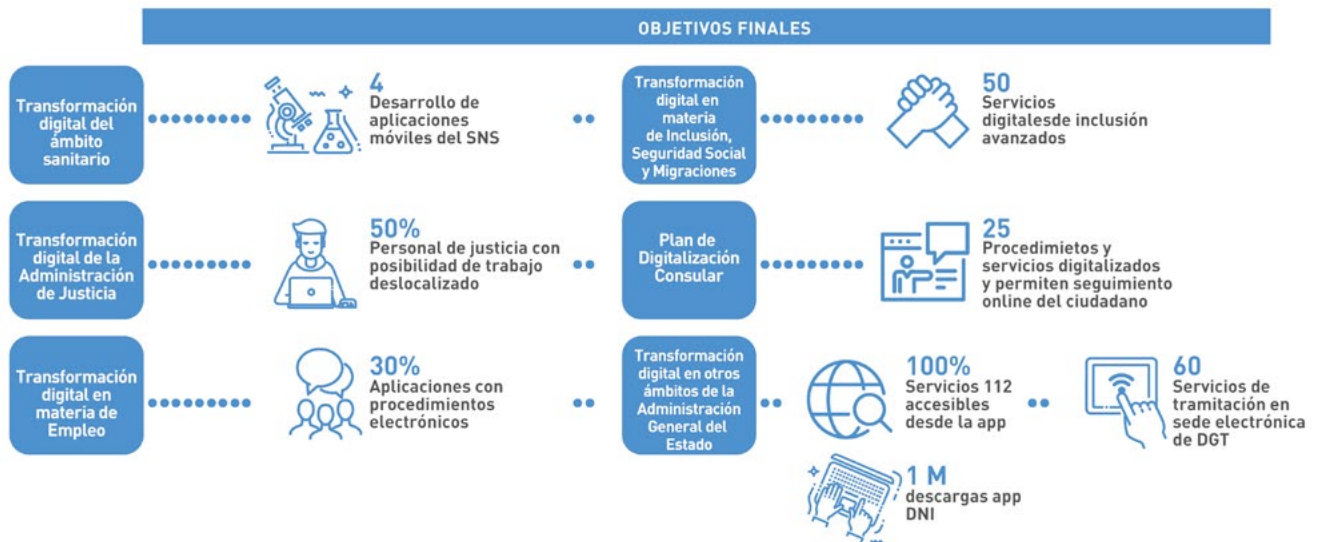 OBJETIVOS FINALES
Transformación
digital del
ámbito
sanitario
4
Desarrollo de
aplicaciones
móviles del SNS
Transformación
digital en
materia
de Inclusión,
Seguridad Social
y Migraciones
50
Servicios
digitalesde inclusión
avanzados
Transformación
digital de la
Administración
de Justicia
50%
Personal de justicia con
posibilidad de trabajo
deslocalizado
Plan de
Digitalización
Consular
25
Procedimietos y
servicios digitalizados
y permiten seguimiento
online del ciudadano
Transformación
digital en
materia de
Empleo
30%
Aplicaciones con
procedimientos
electrónicos
Transformación
digital en otros
ámbitos de la
Administración
General del
Estado
100%
Servicios 112
accesibles
desde la app
60
Servicios de
tramitación en
sede electrónica
de DGT
1 M
descargas app
DNI